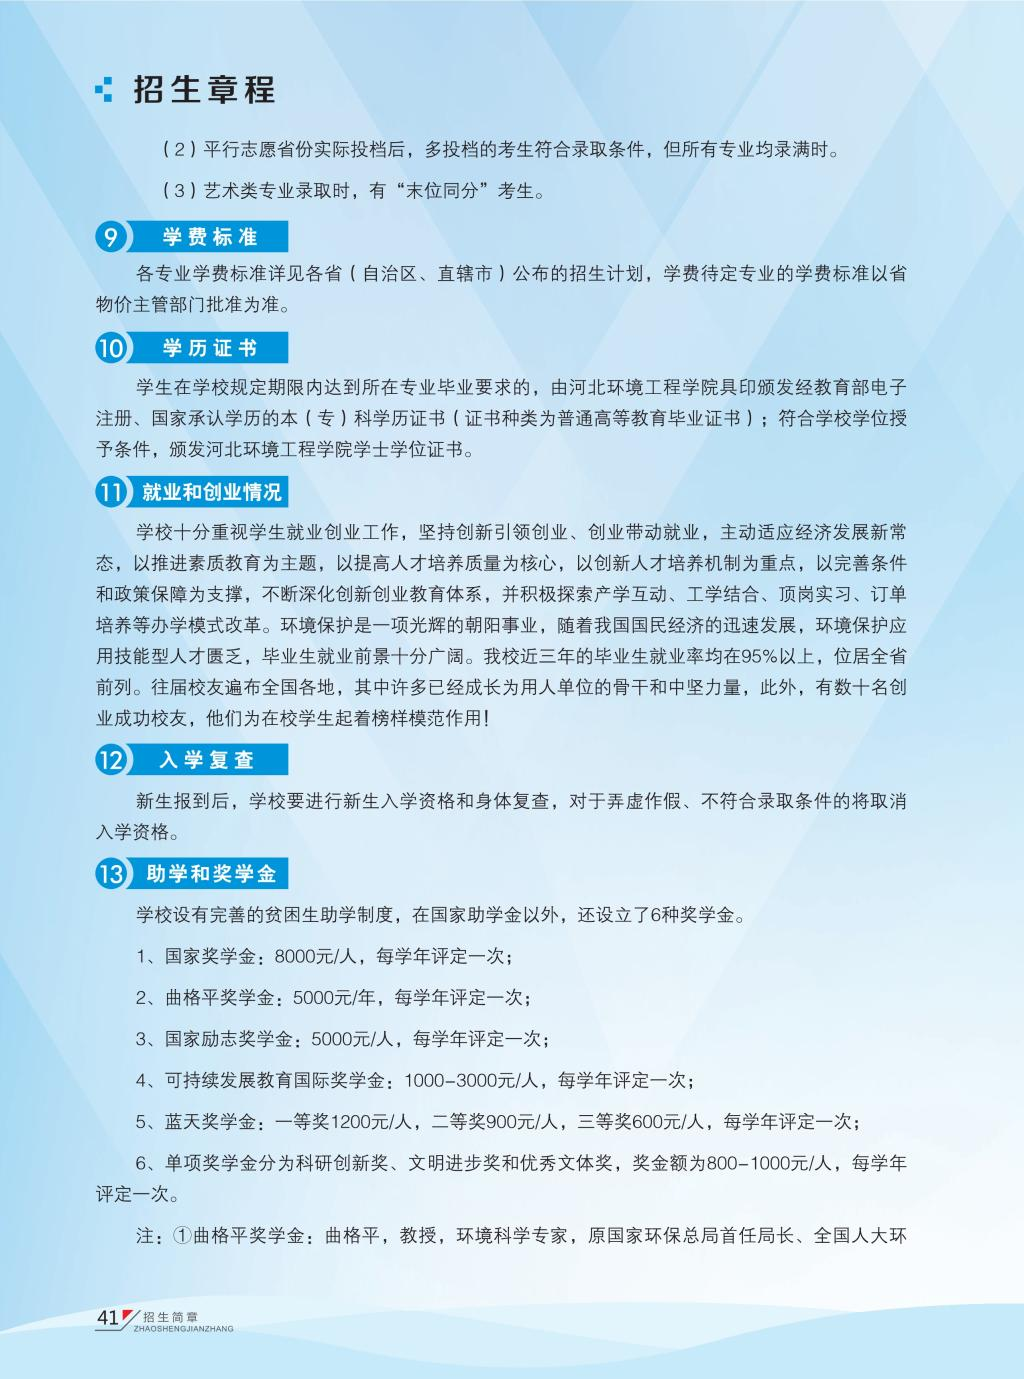 招生章程
（2）平行志愿省份实际投档后，多投档的考生符合录取条件，但所有专业均录满时。
（3）艺术类专业录取时，有“末位同分”考生。
9 学费标准
各专业学费标准详见各省（自治区、直辖市）公布的招生计划，学费待定专业的学费标准以省
物价主管部门批准为准。
10 学历证书
学生在学校规定期限内达到所在专业毕业要求的，由河北环境工程学院具印颁发经教育部电子
注册、国家承认学历的本（专）科学历证书（证书种类为普通高等教育毕业证书）；符合学校学位授
予条件，颁发河北环境工程学院学士学位证书。
11 就业和创业情况
学校十分重视学生就业创业工作，坚持创新引领创业、创业带动就业，主动适应经济发展新常
态，以推进素质教育为主题，以提高人才培养质量为核心，以创新人才培养机制为重点，以完善条件
和政策保障为支撑，不断深化创新创业教育体系，并积极探索产学互动、工学结合、顶岗实习、订单
培养等办学模式改革。环境保护是一项光辉的朝阳事业，随着我国国民经济的迅速发展，环境保护应
用技能型人才匮乏，毕业生就业前景十分广阔。我校近三年的毕业生就业率均在95%以上，位居全省
前列。往届校友遍布全国各地，其中许多已经成长为用人单位的骨干和中坚力量，此外，有数十名创
业成功校友，他们为在校学生起着榜样模范作用！
12 入学复查
新生报到后，学校要进行新生入学资格和身体复查，对于弄虚作假、不符合录取条件的将取消
入学资格。
13 助学和奖学金
学校设有完善的贫困生助学制度，在国家助学金以外，还设立了6种奖学金。
1、国家奖学金：8000元/人，每学年评定一次；
2、曲格平奖学金：5000元/年，每学年评定一次；
3、国家励志奖学金：5000元/人，每学年评定一次；
4、可持续发展教育国际奖学金：1000-3000元/人，每学年评定一次；
5、蓝天奖学金：一等奖1200元/人，二等奖900元/人，三等奖600元/人，每学年评定一次；
6、单项奖学金分为科研创新奖、文明进步奖和优秀文体奖，奖金额为800-1000元/人，每学年
评定一次。
注：①曲格平奖学金：曲格平，教授，环境科学专家，原国家环保总局首任局长、全国人大环
41 招生简章
ZHAOSHENGJIANZHANG